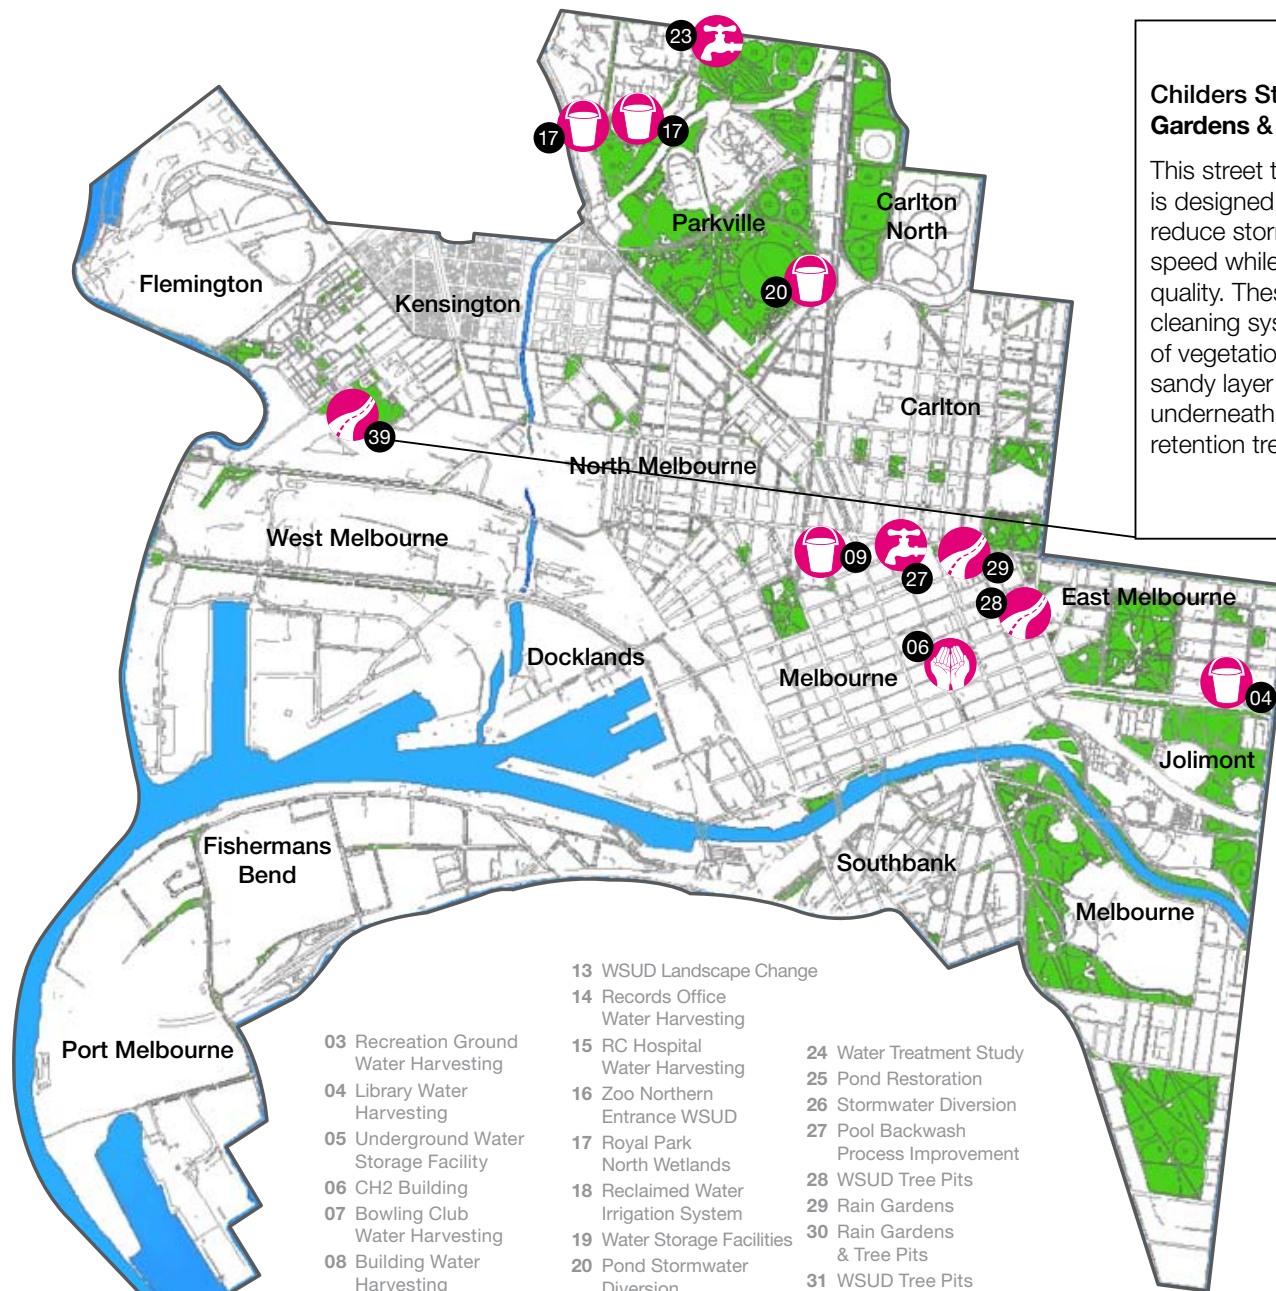 23
17
17
Childers St
Gardens &
This street t
is designed
reduce stor
speed while
quality. Thes
cleaning sys
of vegetatio
sandy layer
underneath
retention tre
Carlton
North
Parkville
20
Flemington
Kensington
39
Carlton
North Melbourne
West Melbourne
09
27
29
28
East Melbourne
06
Docklands
Melbourne
04
Jolimont
Fishermans
Bend
Southbank
Melbourne
Port Melbourne
03 Recreation Ground
Water Harvesting
04 Library Water
Harvesting
05 Underground Water
Storage Facility
06 CH2 Building
07 Bowling Club
Water Harvesting
08 Building Water
Harvesting
13 WSUD Landscape Change
14 Records Office
Water Harvesting
15 RC Hospital
Water Harvesting
16 Zoo Northern
Entrance WSUD
17 Royal Park
North Wetlands
18 Reclaimed Water
Irrigation System
19 Water Storage Facilities
20 Pond Stormwater
Diversion
24 Water Treatment Study
25 Pond Restoration
26 Stormwater Diversion
27 Pool Backwash
Process Improvement
28 WSUD Tree Pits
29 Rain Gardens
30 Rain Gardens
& Tree Pits
31 WSUD Tree Pits